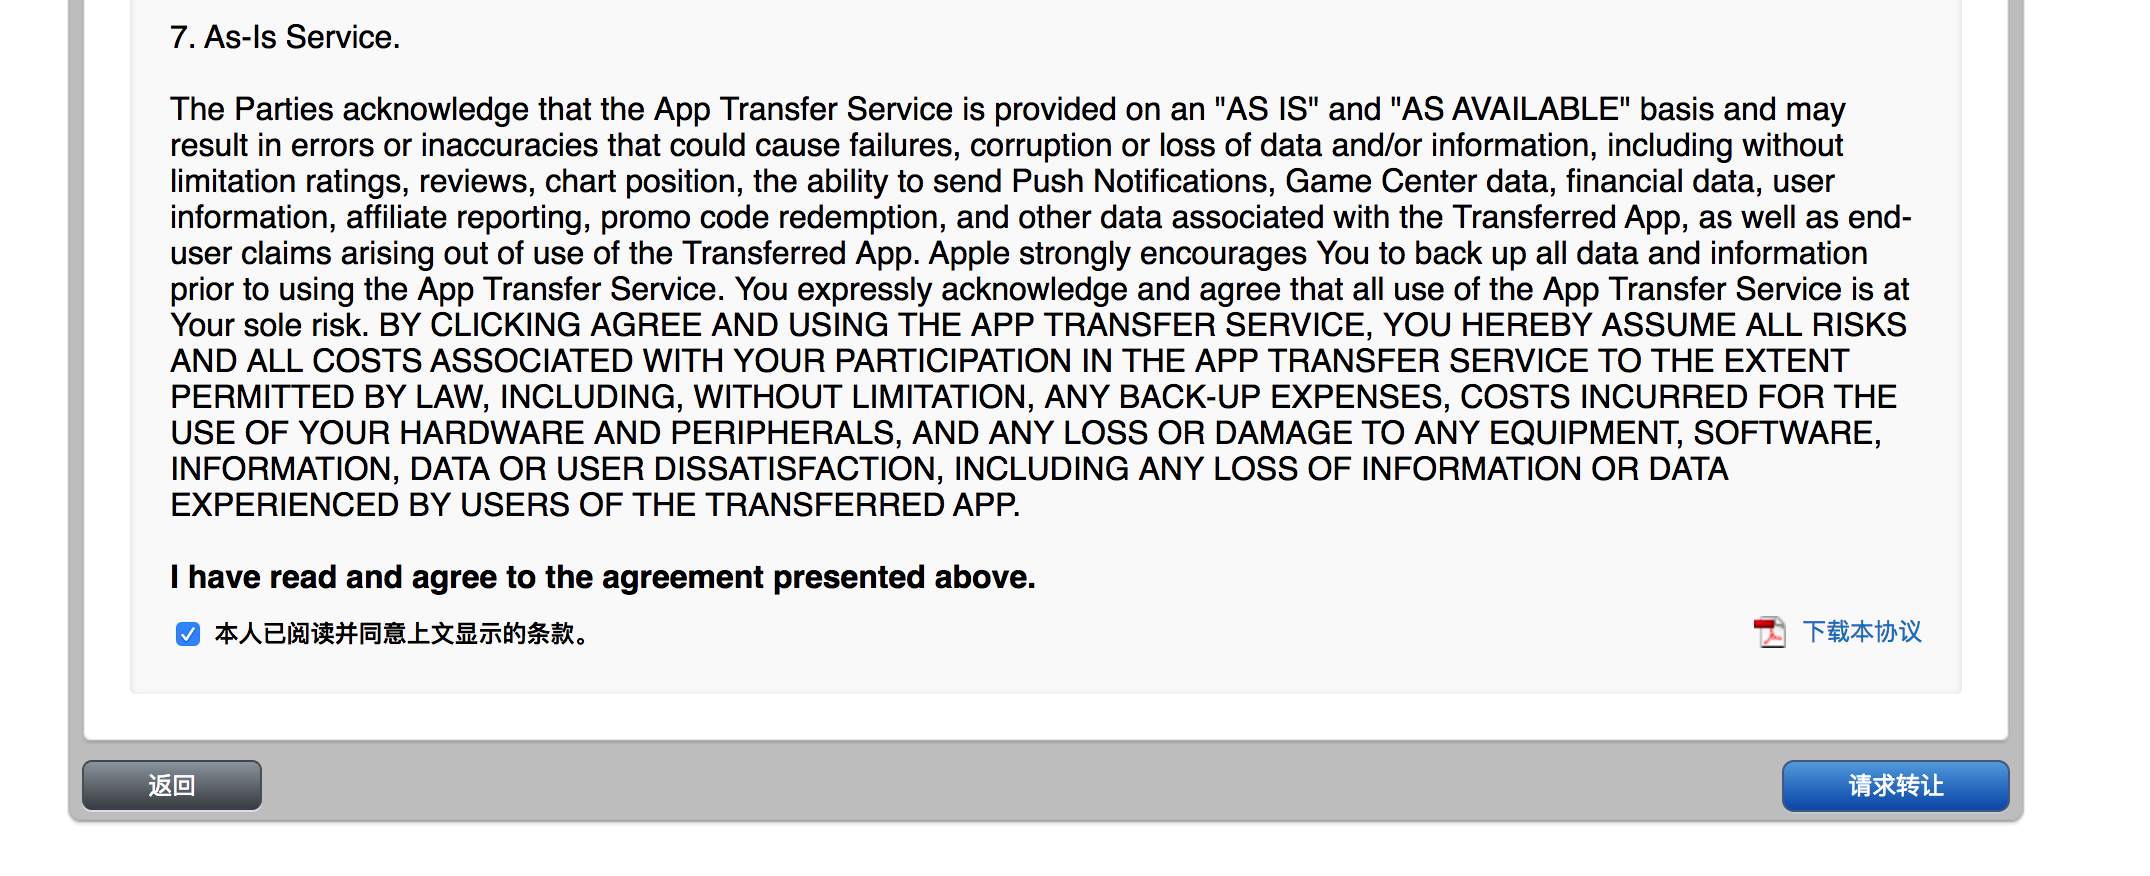 7. As-Is Service.
The Parties acknowledge that the App Transfer Service is provided on an "AS IS" and "AS AVAILABLE" basis and may
result in errors or inaccuracies that could cause failures, corruption or loss of data and/or information, including without
limitation ratings, reviews, chart position, the ability to send Push Notifications, Game Center data, financial data, user
information, affiliate reporting, promo code redemption, and other data associated with the Transferred App, as well as end-
user claims arising out of use of the Transferred App. Apple strongly encourages You to back up all data and information
prior to using the App Transfer Service. You expressly acknowledge and agree that all use of the App Transfer Service is at
Your sole risk. BY CLICKING AGREE AND USING THE APP TRANSFER SERVICE, YOU HEREBY ASSUME ALL RISKS
AND ALL COSTS ASSOCIATED WITH YOUR PARTICIPATION IN THE APP TRANSFER SERVICE TO THE EXTENT
PERMITTED BY LAW, INCLUDING, WITHOUT LIMITATION, ANY BACK-UP EXPENSES, COSTS INCURRED FOR THE
USE OF YOUR HARDWARE AND PERIPHERALS, AND ANY LOSS OR DAMAGE TO ANY EQUIPMENT, SOFTWARE,
INFORMATION, DATA OR USER DISSATISFACTION, INCLUDING ANY LOSS OF INFORMATION OR DATA
EXPERIENCED BY USERS OF THE TRANSFERRED APP.
I have read and agree to the agreement presented above.
本人已阅读并同意上文显示的条款。
下载本协议
返回
请求转让